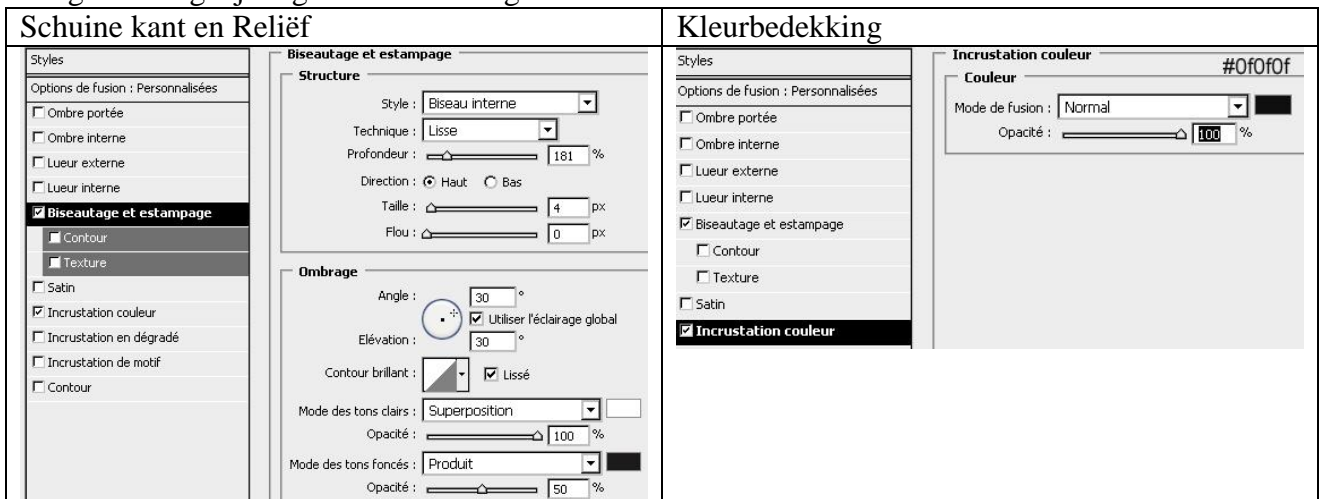 Schuine kant en Reliëf
Styles
Options de fusion : Personnalisées
Ombre portée
Ombre interne
Lueur externe
Lueur interne
Biseautage et estampage
Contour
Texture
Satin
Incrustation couleur
Incrustation en dégradé
Incrustation de motif
Contour
Biseautage et estampage
Structure
Style : Biseau interne
Technique : Lisse
Profondeur : 181 %
Direction : Haut Bas
Taille : 4 px
Flou : 0 px
Ombrage
Angle : 30 °
Utiliser l'éclairage global
Elévation : 30 °
Contour brillant : Lissé
Mode des tons clairs : Superposition
Opacité : 100 %
Mode des tons foncés : Produit
Opacité : 50 %
Kleurbedekking
Styles
Options de fusion : Personnalisées
Ombre portée
Ombre interne
Lueur externe
Lueur interne
Biseautage et estampage
Contour
Texture
Satin
Incrustation couleur
Incrustation couleur
#0f0f0f
Couleur
Mode de fusion : Normal
Opacité : 100 %